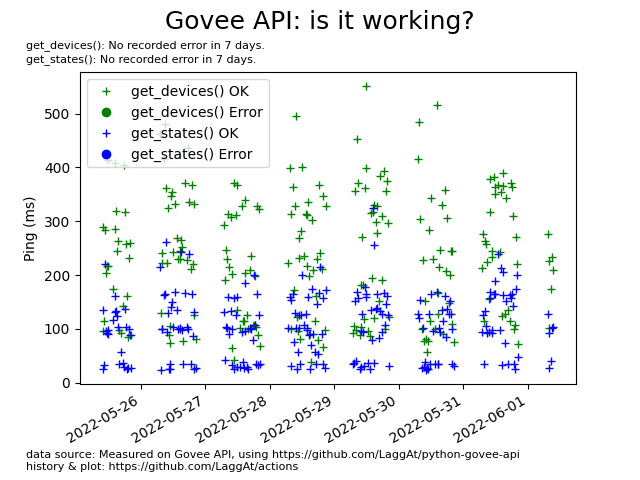 Govee API: is it working?
get_devices(): No recorded error in 7 days.
get_states(): No recorded error in 7 days.
get_devices() OK
get_devices() Error
get_states() OK
get_states() Error
Ping (ms)
500
400
300
200
100
0
2022-05-26
2022-05-27
2022-05-28
2022-05-29
2022-05-30
2022-05-31
2022-06-01
data source: Measured on Govee API, using https://github.com/LaggAt/python-govee-api
history & plot: https://github.com/LaggAt/actions